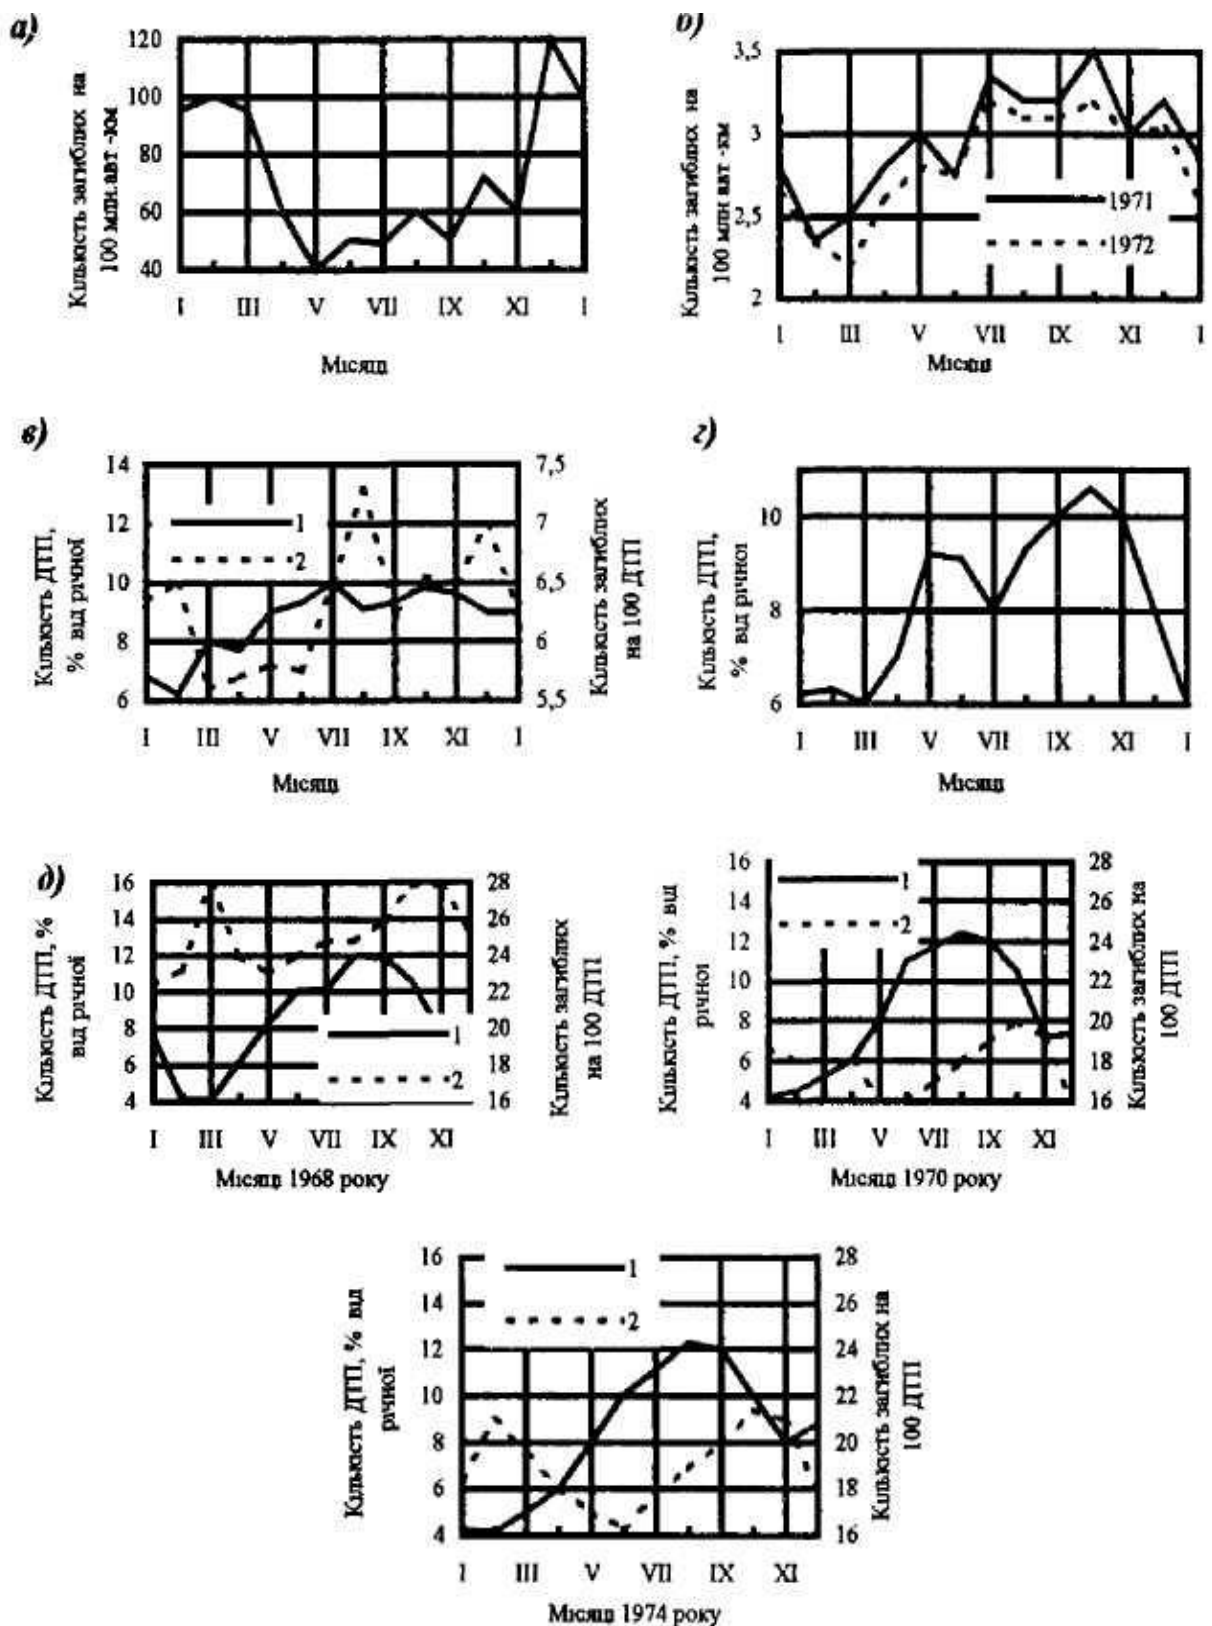 а)
Кількість загиблих на
100 млн.авт -км
120
100
80
60
40
I III V VII IX XI I
Місяці
б)
Кількість загиблих на
100 млн авт -км
3,5
3
2,5
2
1971
1972
I III V VII IX XI I
Місяці
в)
Кількість ДТП,
% від річної
14
12
10
8
6
1
2
7,5
7
6,5
6
5,5
Кількість загиблих
на 100 ДТП
I III V VII IX XI I
Місяці
г)
Кількість ДТП,
% від річної
10
8
6
I III V VII IX XI I
Місяці
д)
Кількість ДТП, %
від річної
16
14
12
10
8
6
4
1
2
28
26
24
22
20
18
16
Кількість загиблих
на 100 ДТП
I III V VII IX XI
Місяці 1968 року
Кількість ДТП, % від
річної
16
14
12
10
8
6
4
1
2
28
26
24
22
20
18
16
Кількість загиблих на
100 ДТП
I III V VII IX XI
Місяці 1970 року
Кількість ДТП, % від
річної
16
14
12
10
8
6
4
1
2
28
26
24
22
20
18
16
Кількість загиблих на
100 ДТП
I III V VII IX XI
Місяці 1974 року